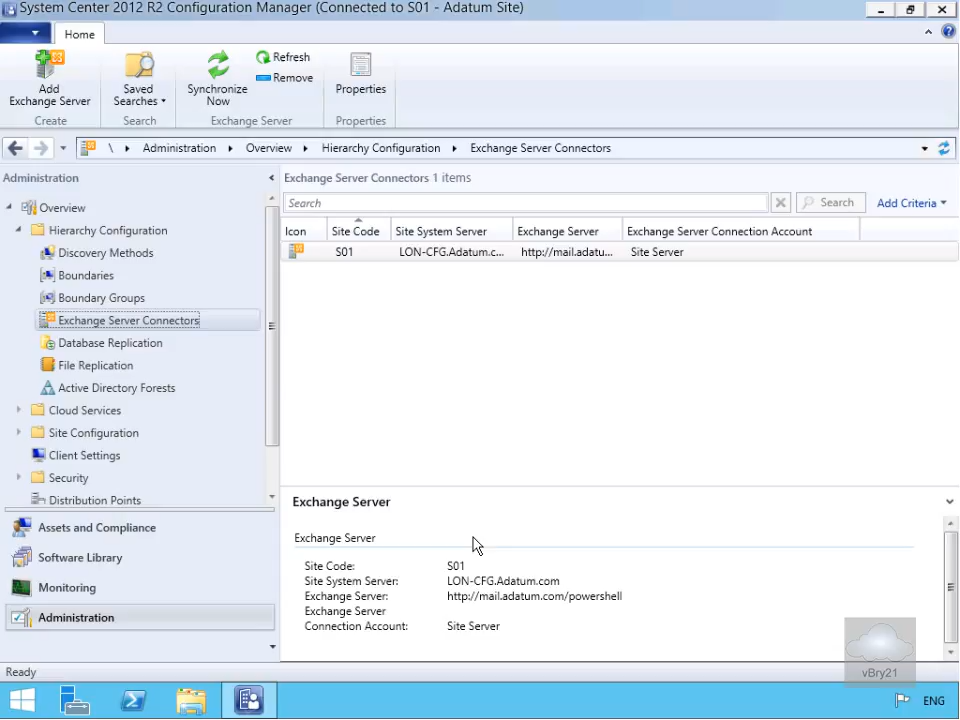 System Center 2012 R2 Configuration Manager (Connected to S01 - Adatum Site)
Home
Add Exchange Server
Saved Searches
Synchronize Now
Refresh
Remove
Properties
Create
Search
Exchange Server
Properties
\ Administration Overview Hierarchy Configuration Exchange Server Connectors
Administration
Overview
Hierarchy Configuration
Discovery Methods
Boundaries
Boundary Groups
Exchange Server Connectors
Database Replication
File Replication
Active Directory Forests
Cloud Services
Site Configuration
Client Settings
Security
Distribution Points
Assets and Compliance
Software Library
Monitoring
Administration
Exchange Server Connectors 1 items
Search
Search
Add Criteria
Icon Site Code Site System Server Exchange Server Exchange Server Connection Account
S01 LON-CFG.Adatum.c... http://mail.adatu... Site Server
Exchange Server
Exchange Server
Site Code: S01
Site System Server: LON-CFG.Adatum.com
Exchange Server: http://mail.adatum.com/powershell
Exchange Server
Connection Account: Site Server
vBry21
Ready
ENG